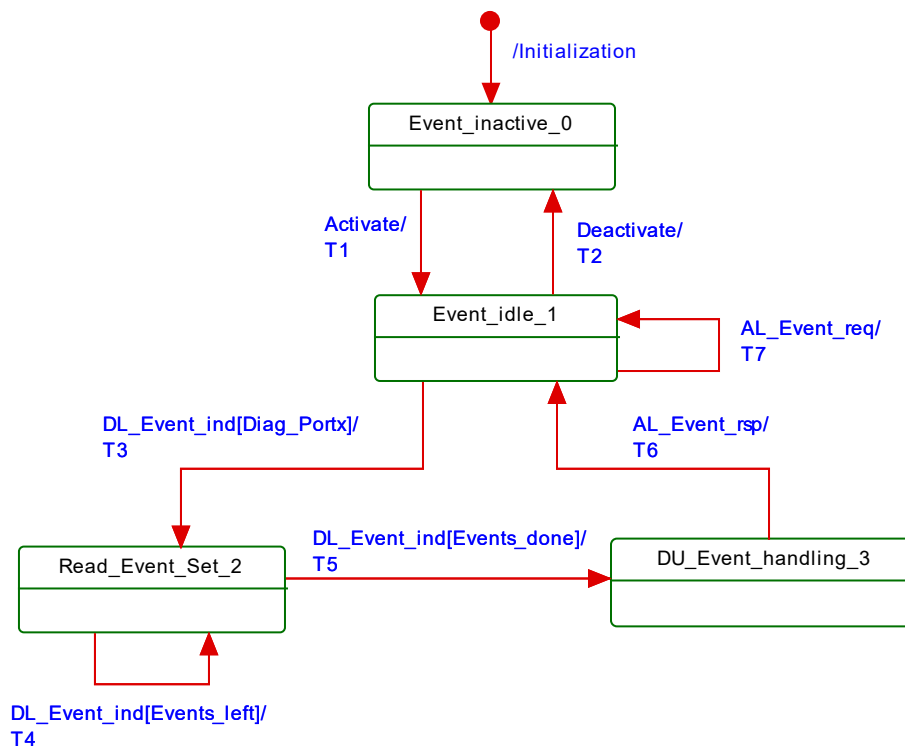 /Initialization
Event_inactive_0
Activate/
T1
Deactivate/
T2
Event_idle_1
AL_Event_req/
T7
DL_Event_ind[Diag_Portx]/
T3
AL_Event_rsp/
T6
DL_Event_ind[Events_done]/
T5
Read_Event_Set_2
DU_Event_handling_3
DL_Event_ind[Events_left]/
T4